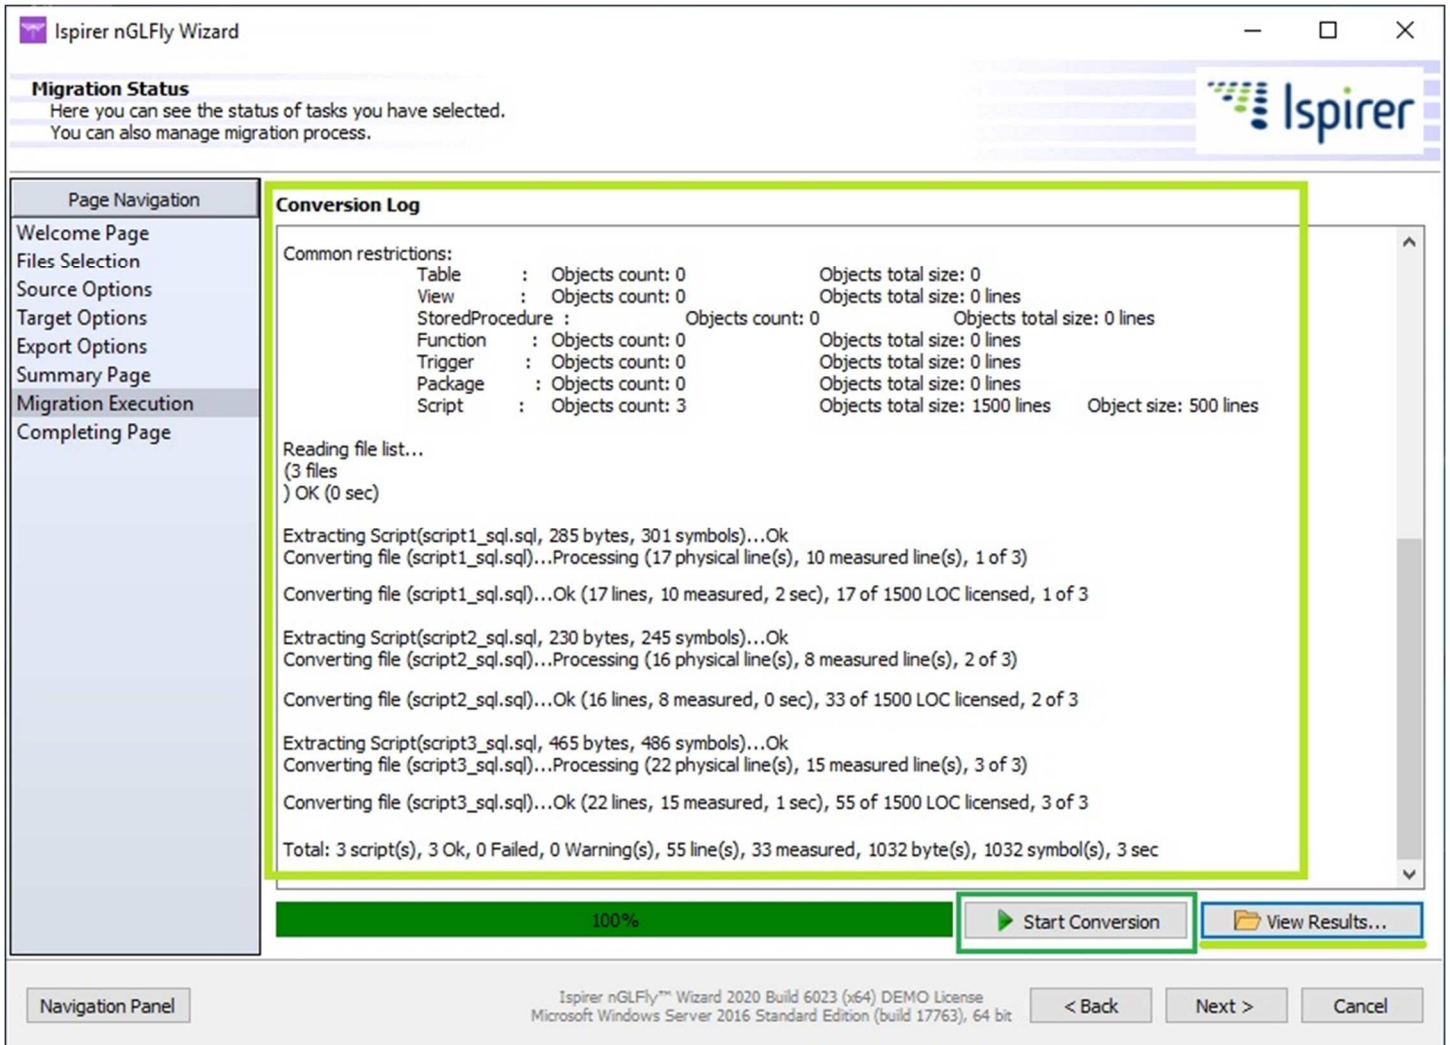 Ispirer nGLFly Wizard
Migration Status
Here you can see the status of tasks you have selected.
You can also manage migration process.
Ispirer
Page Navigation
Welcome Page
Files Selection
Source Options
Target Options
Export Options
Summary Page
Migration Execution
Completing Page
Conversion Log
Common restrictions:
Table : Objects count: 0 Objects total size: 0
View : Objects count: 0 Objects total size: 0 lines
StoredProcedure : Objects count: 0 Objects total size: 0 lines
Function : Objects count: 0 Objects total size: 0 lines
Trigger : Objects count: 0 Objects total size: 0 lines
Package : Objects count: 0 Objects total size: 0 lines
Script : Objects count: 3 Objects total size: 1500 lines Object size: 500 lines
Reading file list...
(3 files
) OK (0 sec)
Extracting Script(script1_sql.sql, 285 bytes, 301 symbols)...Ok
Converting file (script1_sql.sql)...Processing (17 physical line(s), 10 measured line(s), 1 of 3)
Converting file (script1_sql.sql)...Ok (17 lines, 10 measured, 2 sec), 17 of 1500 LOC licensed, 1 of 3
Extracting Script(script2_sql.sql, 230 bytes, 245 symbols)...Ok
Converting file (script2_sql.sql)...Processing (16 physical line(s), 8 measured line(s), 2 of 3)
Converting file (script2_sql.sql)...Ok (16 lines, 8 measured, 0 sec), 33 of 1500 LOC licensed, 2 of 3
Extracting Script(script3_sql.sql, 465 bytes, 486 symbols)...Ok
Converting file (script3_sql.sql)...Processing (22 physical line(s), 15 measured line(s), 3 of 3)
Converting file (script3_sql.sql)...Ok (22 lines, 15 measured, 1 sec), 55 of 1500 LOC licensed, 3 of 3
Total: 3 script(s), 3 Ok, 0 Failed, 0 Warning(s), 55 line(s), 33 measured, 1032 byte(s), 1032 symbol(s), 3 sec
100%
Start Conversion
View Results...
Navigation Panel
Ispirer nGLFly™ Wizard 2020 Build 6023 (x64) DEMO License
Microsoft Windows Server 2016 Standard Edition (build 17763), 64 bit
< Back
Next >
Cancel